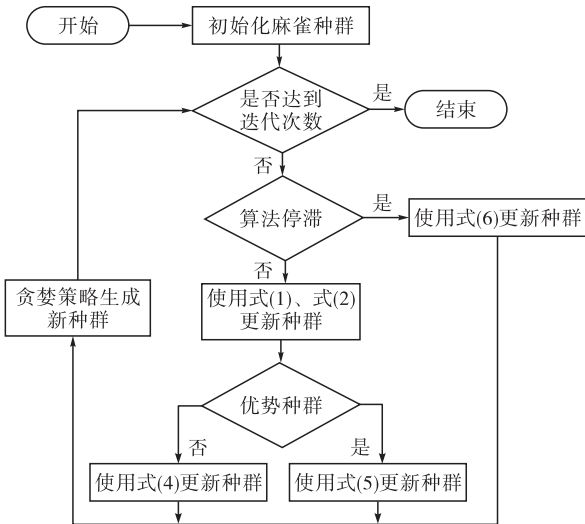 开始
初始化麻雀种群
是否达到
迭代次数
是
结束
否
算法停滞
是
使用式(6)更新种群
否
贪婪策略生成
新种群
使用式(1)、式(2)
更新种群
优势种群
否
是
使用式(4)更新种群
使用式(5)更新种群